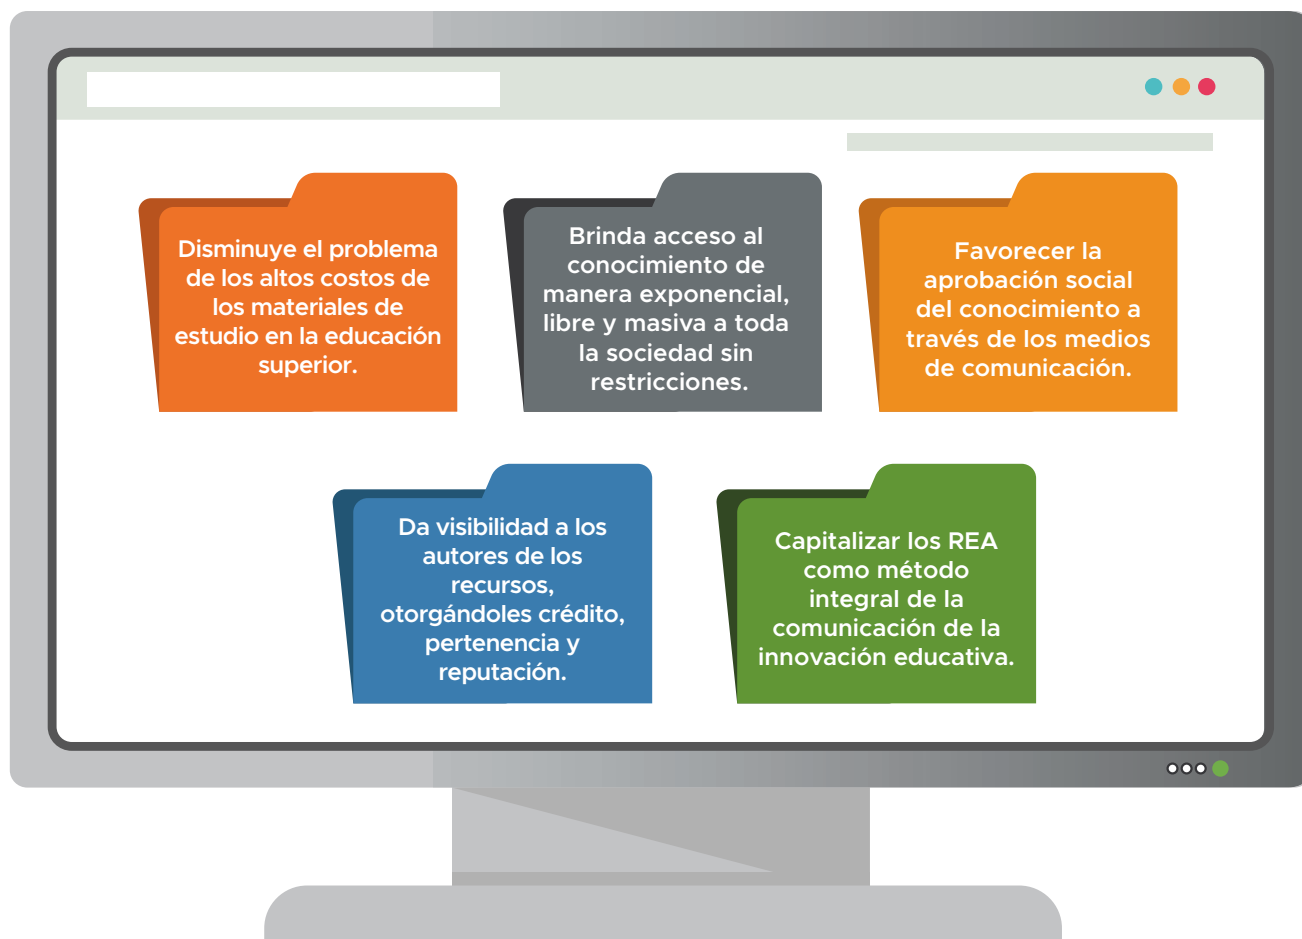 Disminuye el problema
de los altos costos de
los materiales de
estudio en la educación
superior.
Brinda acceso al
conocimiento de
manera exponencial,
libre y masiva a toda
la sociedad sin
restricciones.
Favorecer la
aprobación social
del conocimiento a
través de los medios
de comunicación.
Da visibilidad a los
autores de los
recursos,
otorgándoles crédito,
pertenencia y
reputación.
Capitalizar los REA
como método
integral de la
comunicación de la
innovación educativa.